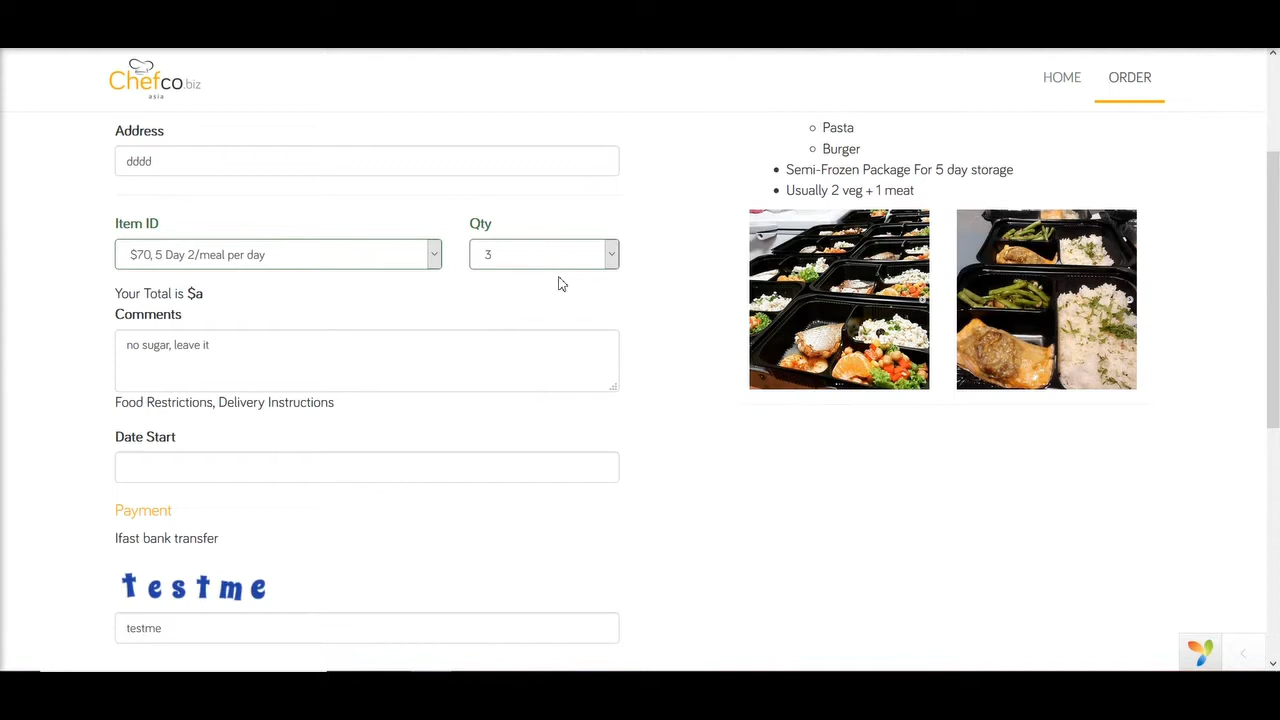 Chefco.biz
asia
HOME
ORDER
Address
dddd
Item ID
Qty
$70, 5 Day 2/meal per day
3
Your Total is $a
Comments
no sugar, leave it
Food Restrictions, Delivery Instructions
Date Start
Payment
Ifast bank transfer
testme
testme
Pasta
Burger
Semi-Frozen Package For 5 day storage
Usually 2 veg + 1 meat